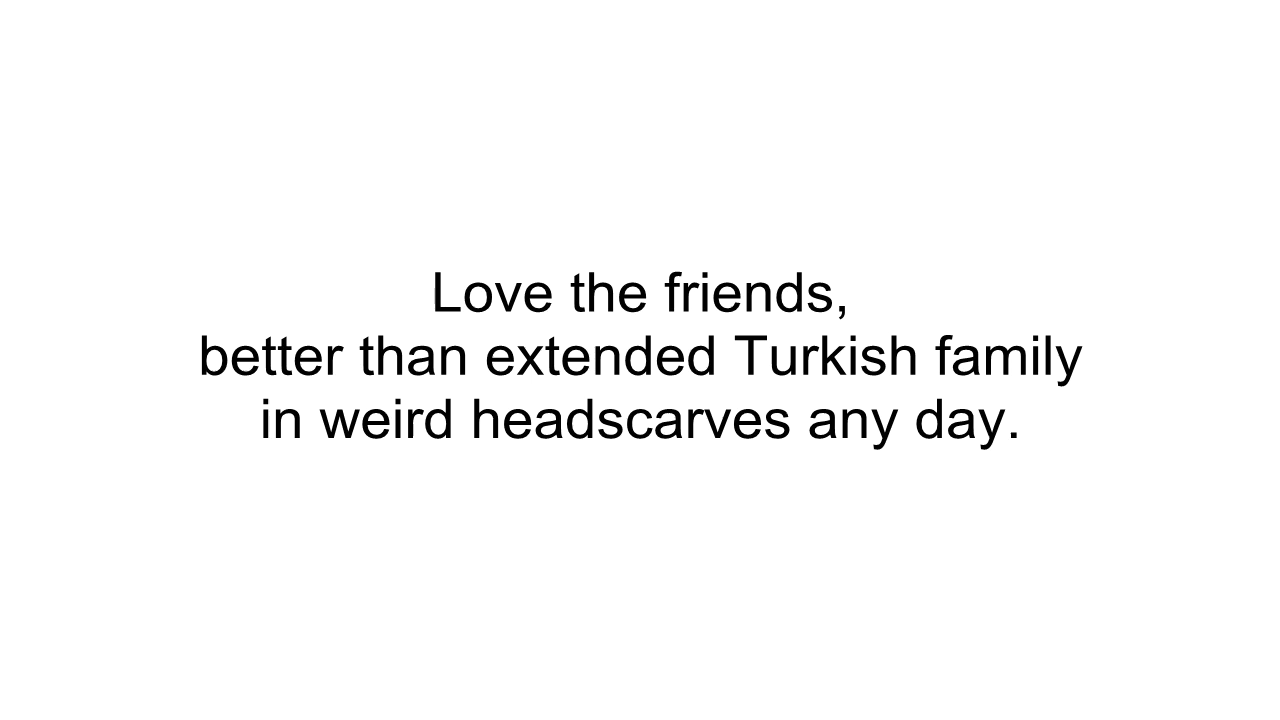 Love the friends,
better than extended Turkish family
in weird headscarves any day.